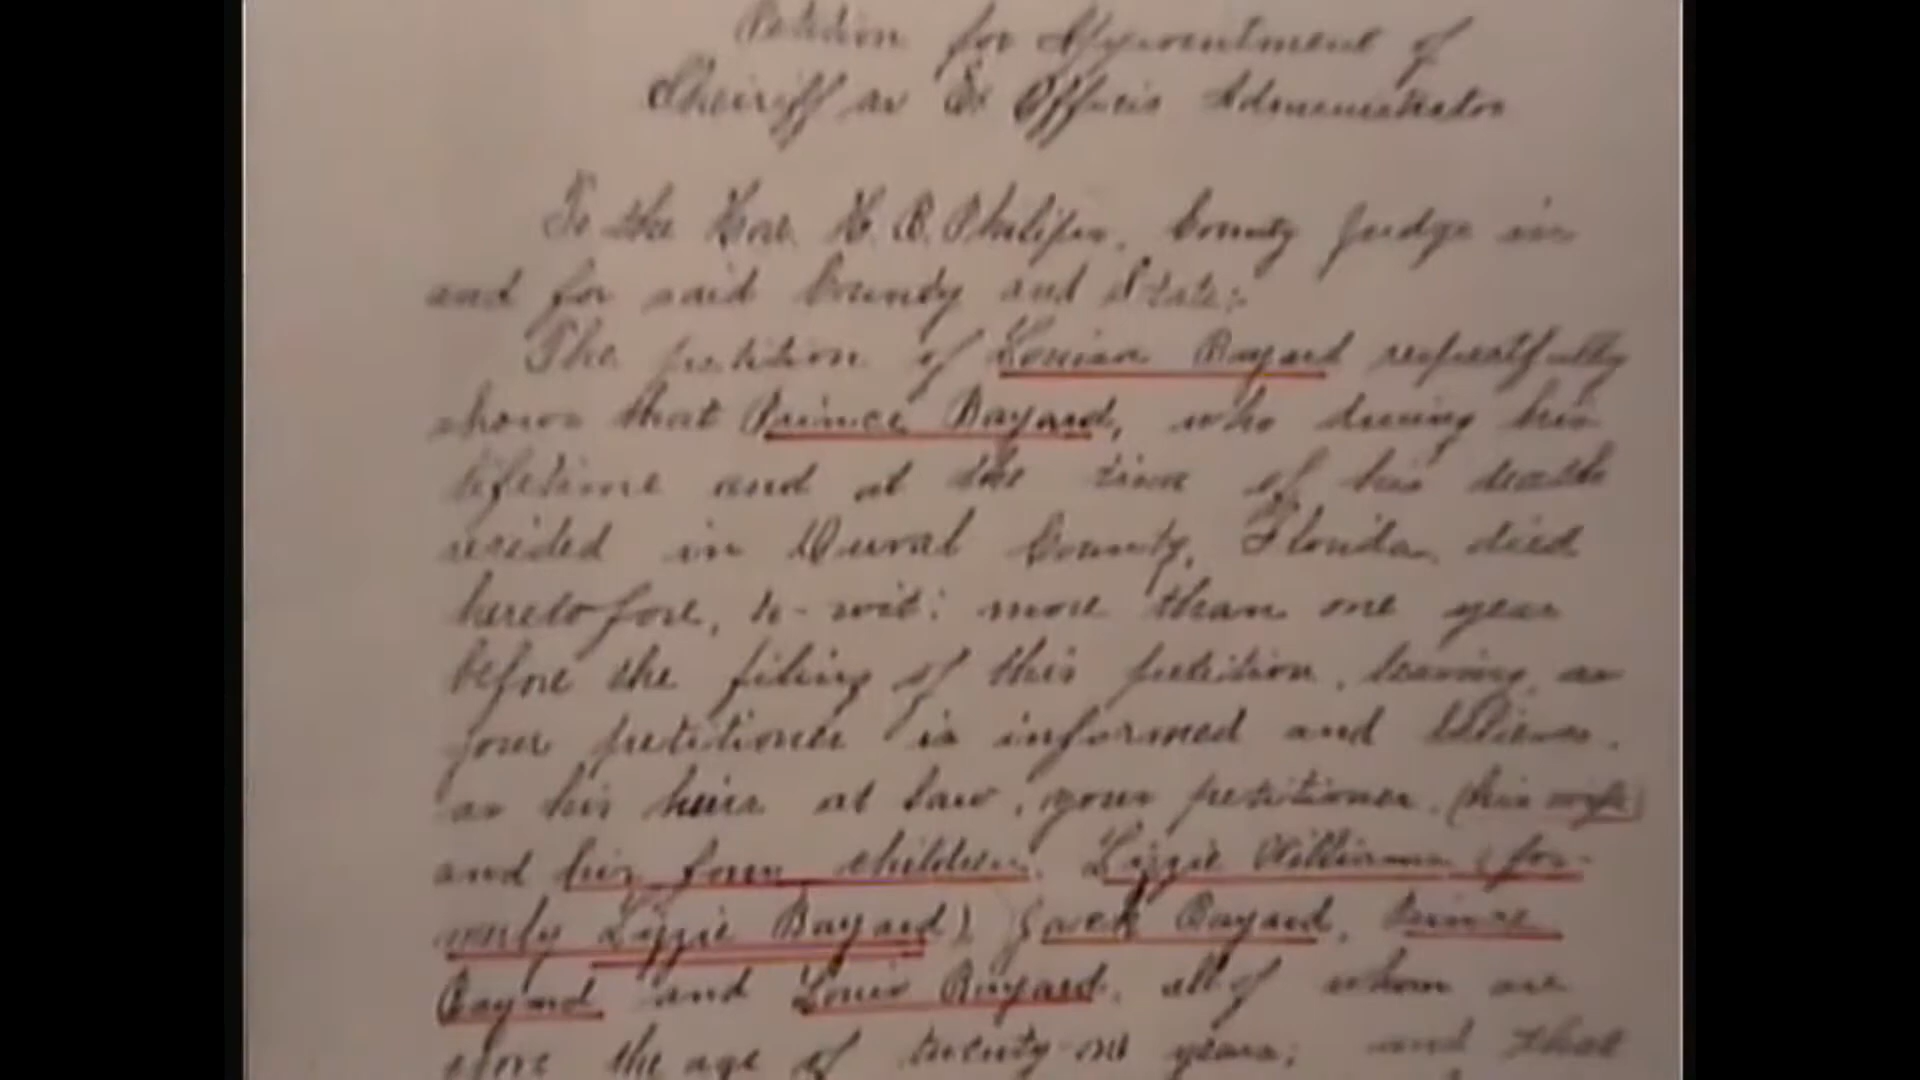 Petition for Appointment of
Sheriff as Ex Officio Administrator
To the Hon. H. B. Philips, County Judge in
and for said County and State:
The petition of Louisa Bayard respectfully
shows that Prince Bayard, who during his
lifetime and at the time of his death
resided in Duval County, Florida, died
heretofore, to-wit: more than one year
before the filing of this petition, leaving, as
your petitioner is informed and believes,
as his heirs at law, your petitioner, (his wife)
and her four children, Lizzie Williams (for-
merly Lizzie Bayard) Jack Bayard, Prince
Bayard and Louis Bayard, all of whom are
above the age of twenty-one years; and that